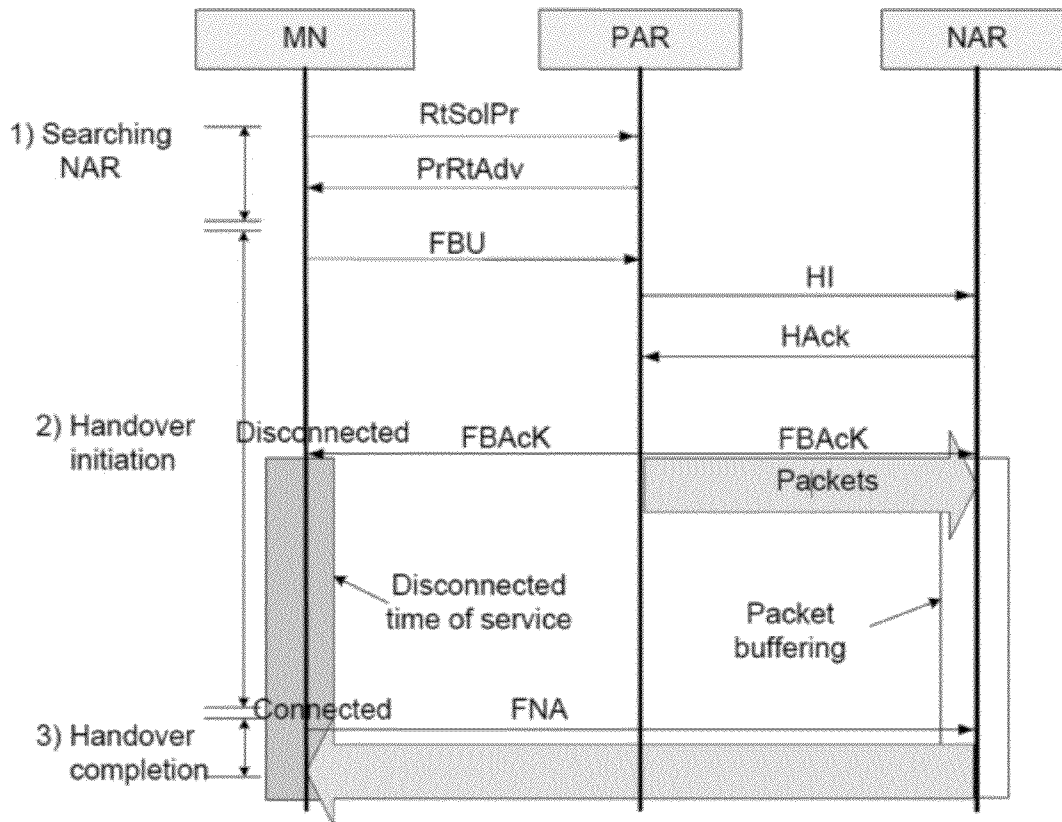 MN
PAR
NAR
RtSolPr
1) Searching
NAR
PrRtAdv
FBU
HI
HAck
2) Handover
initiation
Disconnected
FBAcK
FBAcK
Packets
Disconnected
time of service
Packet
buffering
Connected
FNA
3) Handover
completion